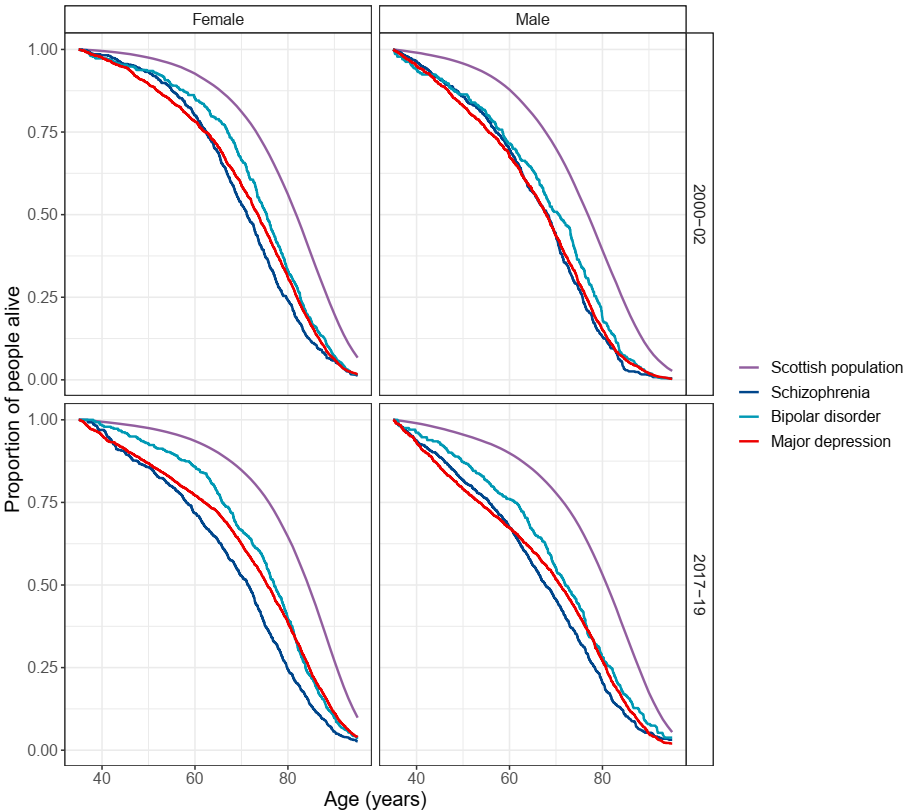 Female
Male
1.00
0.75
0.50
0.25
0.00
2000−02
1.00
0.75
0.50
0.25
0.00
2017−19
40
60
80
40
60
80
Age (years)
Proportion of people alive
Scottish population
Schizophrenia
Bipolar disorder
Major depression